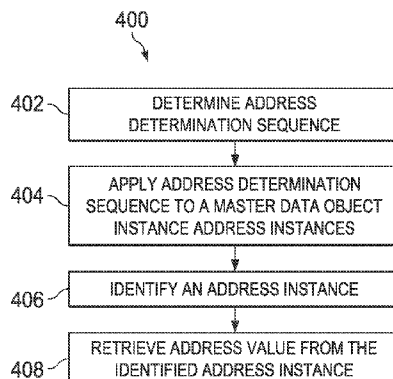 400
402
DETERMINE ADDRESS
DETERMINATION SEQUENCE
404
APPLY ADDRESS DETERMINATION
SEQUENCE TO A MASTER DATA OBJECT
INSTANCE ADDRESS INSTANCES
406
IDENTIFY AN ADDRESS INSTANCE
408
RETRIEVE ADDRESS VALUE FROM THE
IDENTIFIED ADDRESS INSTANCE